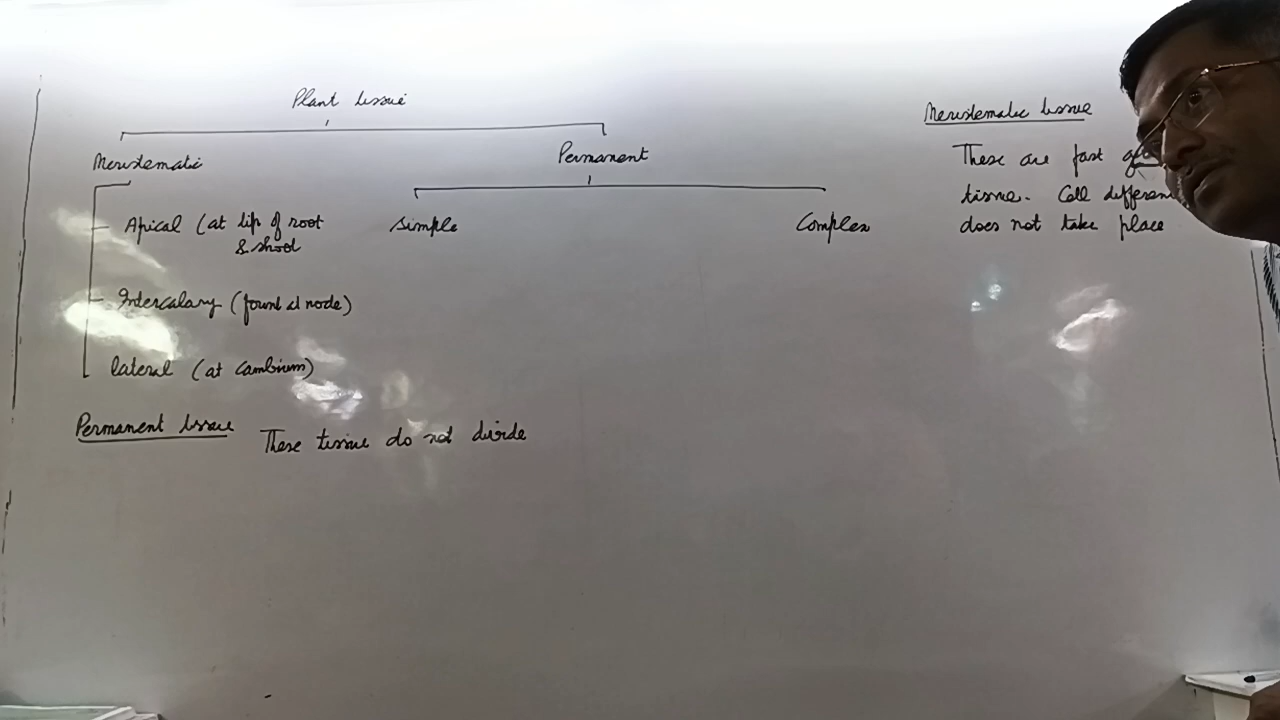 Plant tissue
Meristematic
Permanent
Apical (at tip of root
& shoot
Simple
Complex
Intercalary (found at node)
lateral (at cambium)
Permanent tissue
These tissue do not divide
Meristematic tissue
These are fast
tissue. Cell
does not take place